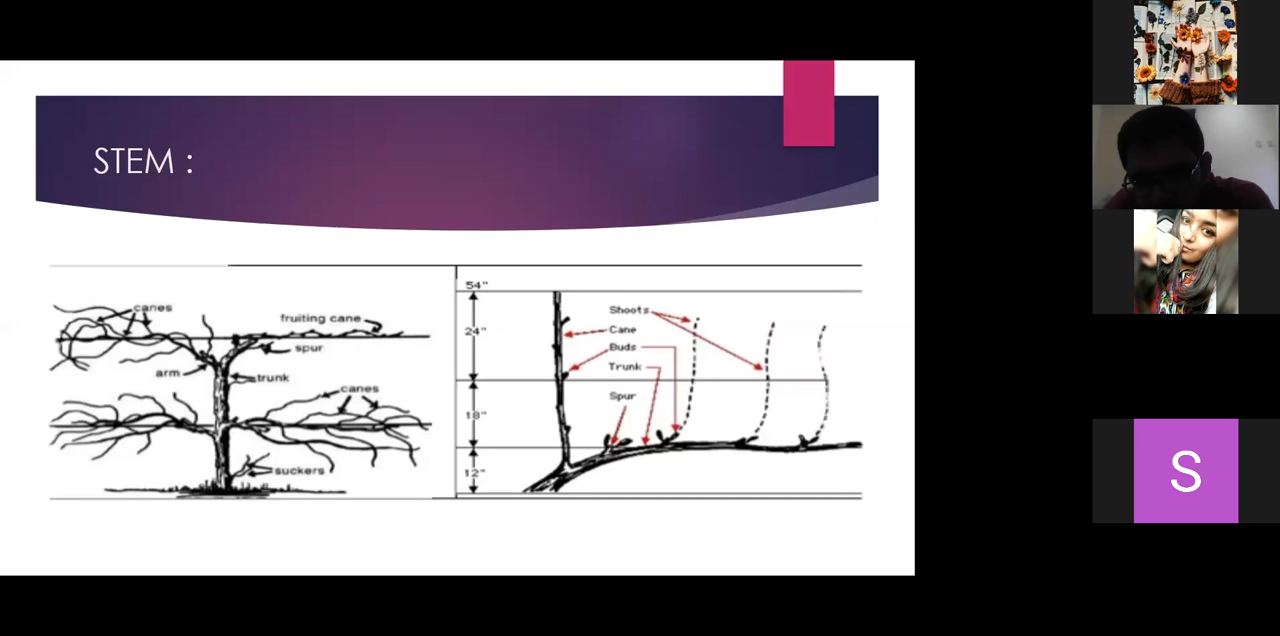 STEM :
canes
fruiting cane
spur
arm
trunk
canes
suckers
54"
24"
18"
12"
Shoots
Cane
Buds
Trunk
Spur
S